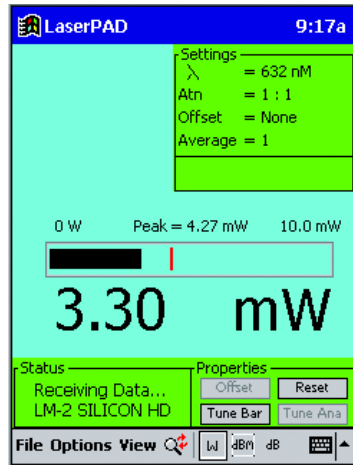 LaserPAD 9:17a
Settings
λ = 632 nM
Atn = 1 : 1
Offset = None
Average = 1
0 W Peak = 4.27 mW 10.0 mW
3.30 mW
Status
Receiving Data...
LM-2 SILICON HD
Properties
Offset Reset
Tune Bar Tune Ana
File Options View W dBm dB